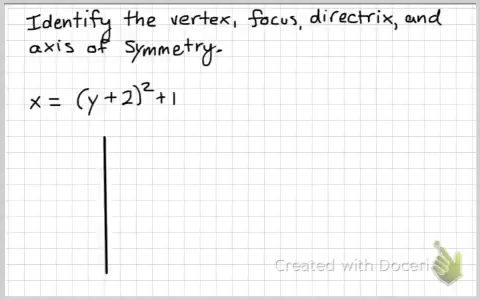 Identify the vertex, focus, directrix, and
axis of symmetry.
x = (y+2)²+1
Created with Doceri